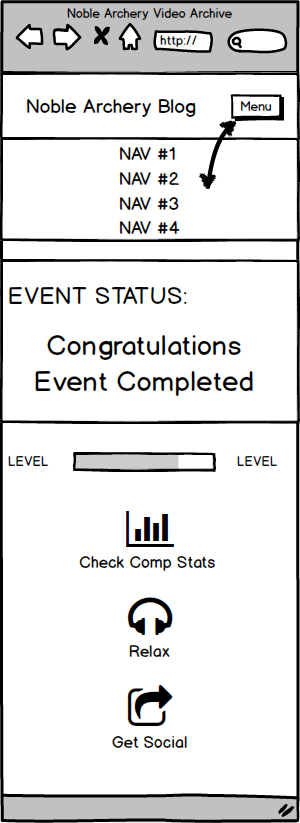 Noble Archery Video Archive
http://
Noble Archery Blog
Menu
NAV #1
NAV #2
NAV #3
NAV #4
EVENT STATUS:
Congratulations
Event Completed
LEVEL LEVEL
Check Comp Stats
Relax
Get Social